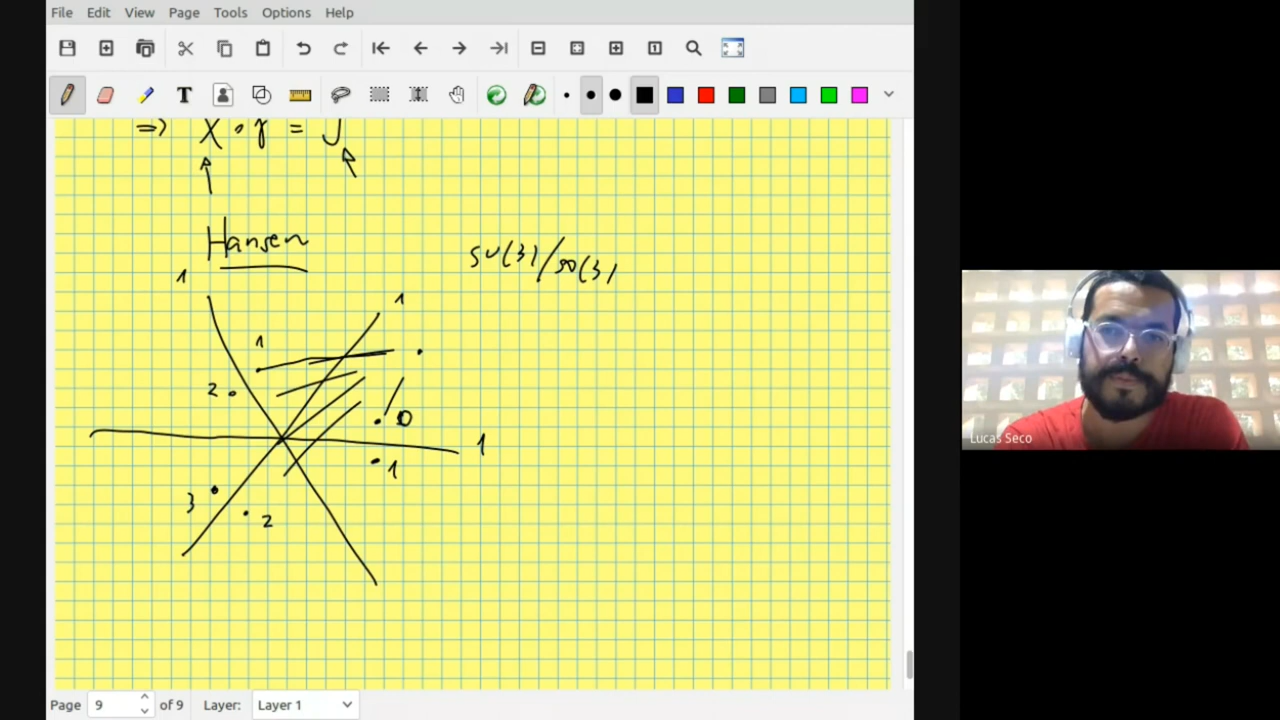 File Edit View Page Tools Options Help
=> X · γ = J
Hansen
SU(3)/SO(3)
1
1
1
2
0
1
1
3
2
Lucas Seco
Page 9 of 9 Layer: Layer 1